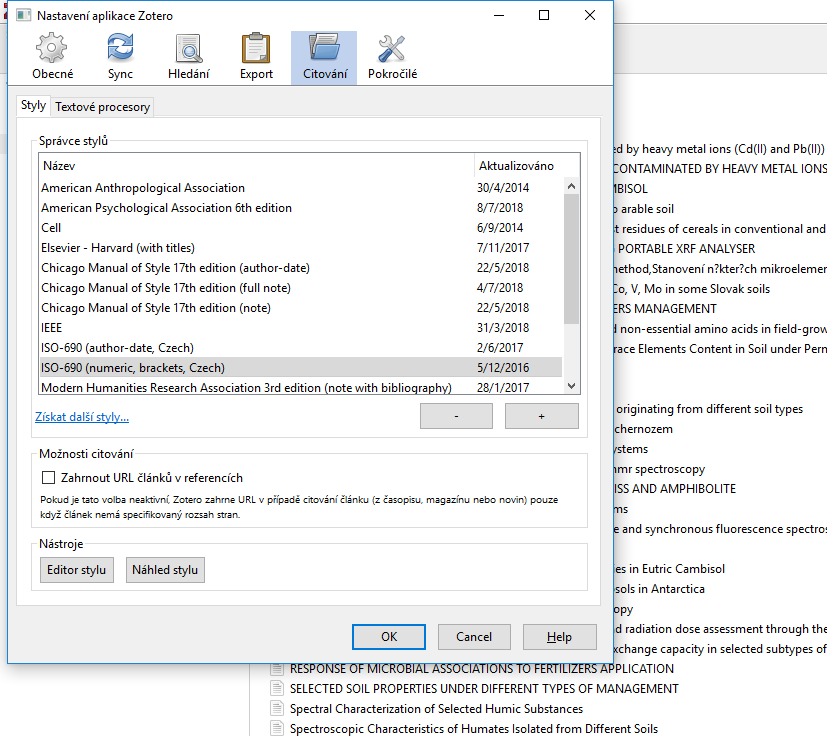 Nastavení aplikace Zotero
Obecné Sync Hledání Export Citování Pokročilé
Styly Textové procesory
Správce stylů
Název Aktualizováno
American Anthropological Association 30/4/2014
American Psychological Association 6th edition 8/7/2018
Cell 6/9/2014
Elsevier - Harvard (with titles) 7/11/2017
Chicago Manual of Style 17th edition (author-date) 22/5/2018
Chicago Manual of Style 17th edition (full note) 4/7/2018
Chicago Manual of Style 17th edition (note) 22/5/2018
IEEE 31/3/2018
ISO-690 (author-date, Czech) 2/6/2017
ISO-690 (numeric, brackets, Czech) 5/12/2016
Modern Humanities Research Association 3rd edition (note with bibliography) 28/1/2017
Získat další styly... - +
Možnosti citování
Zahrnout URL článků v referencích
Pokud je tato volba neaktivní, Zotero zahrne URL v případě citování článku (z časopisu, magazínu nebo novin) pouze
když článek nemá specifikovaný rozsah stran.
Nástroje
Editor stylu Náhled stylu
OK Cancel Help
ed by heavy metal ions (Cd(II) and Pb(II))
CONTAMINATED BY HEAVY METAL IONS
MBISOL
o arable soil
t residues of cereals in conventional and
PORTABLE XRF ANALYSER
method,Stanovení n?kter?ch mikroelemen
Co, V, Mo in some Slovak soils
ERS MANAGEMENT
d non-essential amino acids in field-grow
race Elements Content in Soil under Perm
originating from different soil types
chernozem
ystems
nmr spectroscopy
ISS AND AMPHIBOLITE
ms
e and synchronous fluorescence spectros
ies in Eutric Cambisol
osols in Antarctica
opy
nd radiation dose assessment through the
exchange capacity in selected subtypes of
RESPONSE OF MICROBIAL ASSOCIATIONS TO FERTILIZERS APPLICATION
SELECTED SOIL PROPERTIES UNDER DIFFERENT TYPES OF MANAGEMENT
Spectral Characterization of Selected Humic Substances
Spectroscopic Characteristics of Humates Isolated from Different Soils